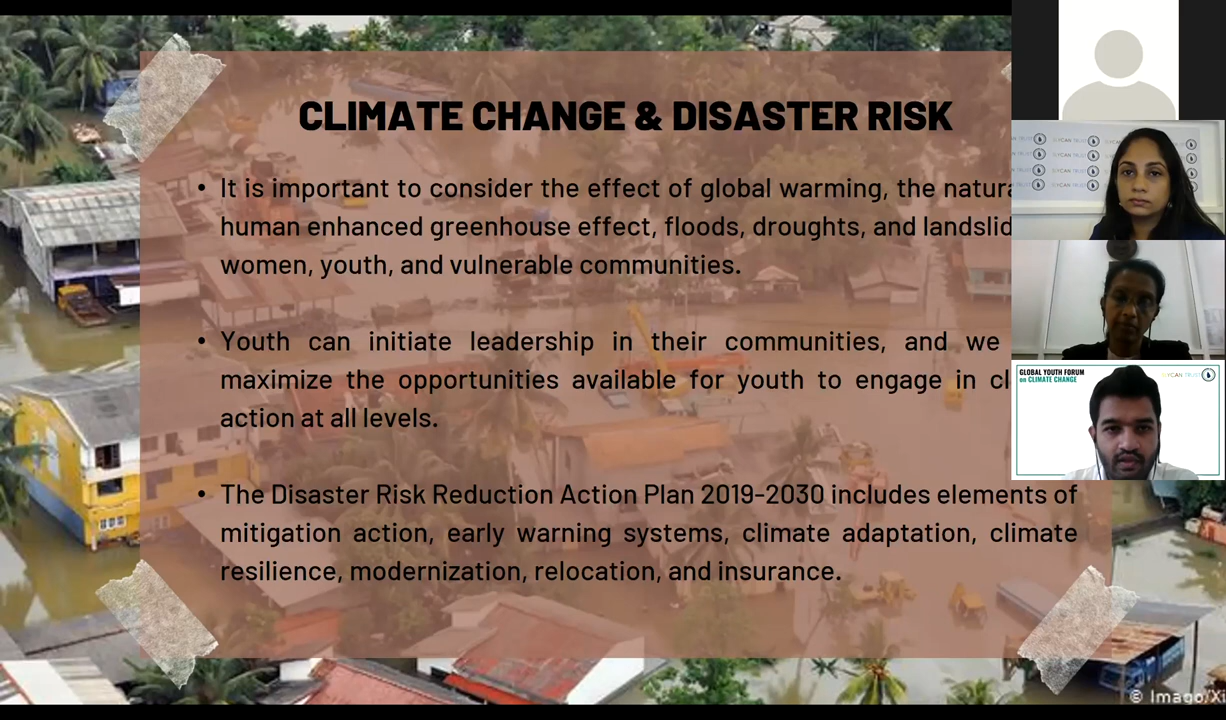 CLIMATE CHANGE & DISASTER RISK
• It is important to consider the effect of global warming, the
human enhanced greenhouse effect, floods, droughts, and
women, youth, and vulnerable communities.
• Youth can initiate leadership in their communities, and we
maximize the opportunities available for youth to engage in
action at all levels.
• The Disaster Risk Reduction Action Plan 2019-2030 includes elements of
mitigation action, early warning systems, climate adaptation, climate
resilience, modernization, relocation, and insurance.
GLOBAL YOUTH FORUM
on CLIMATE CHANGE
SLYCAN TRUST
© Imago/Xi